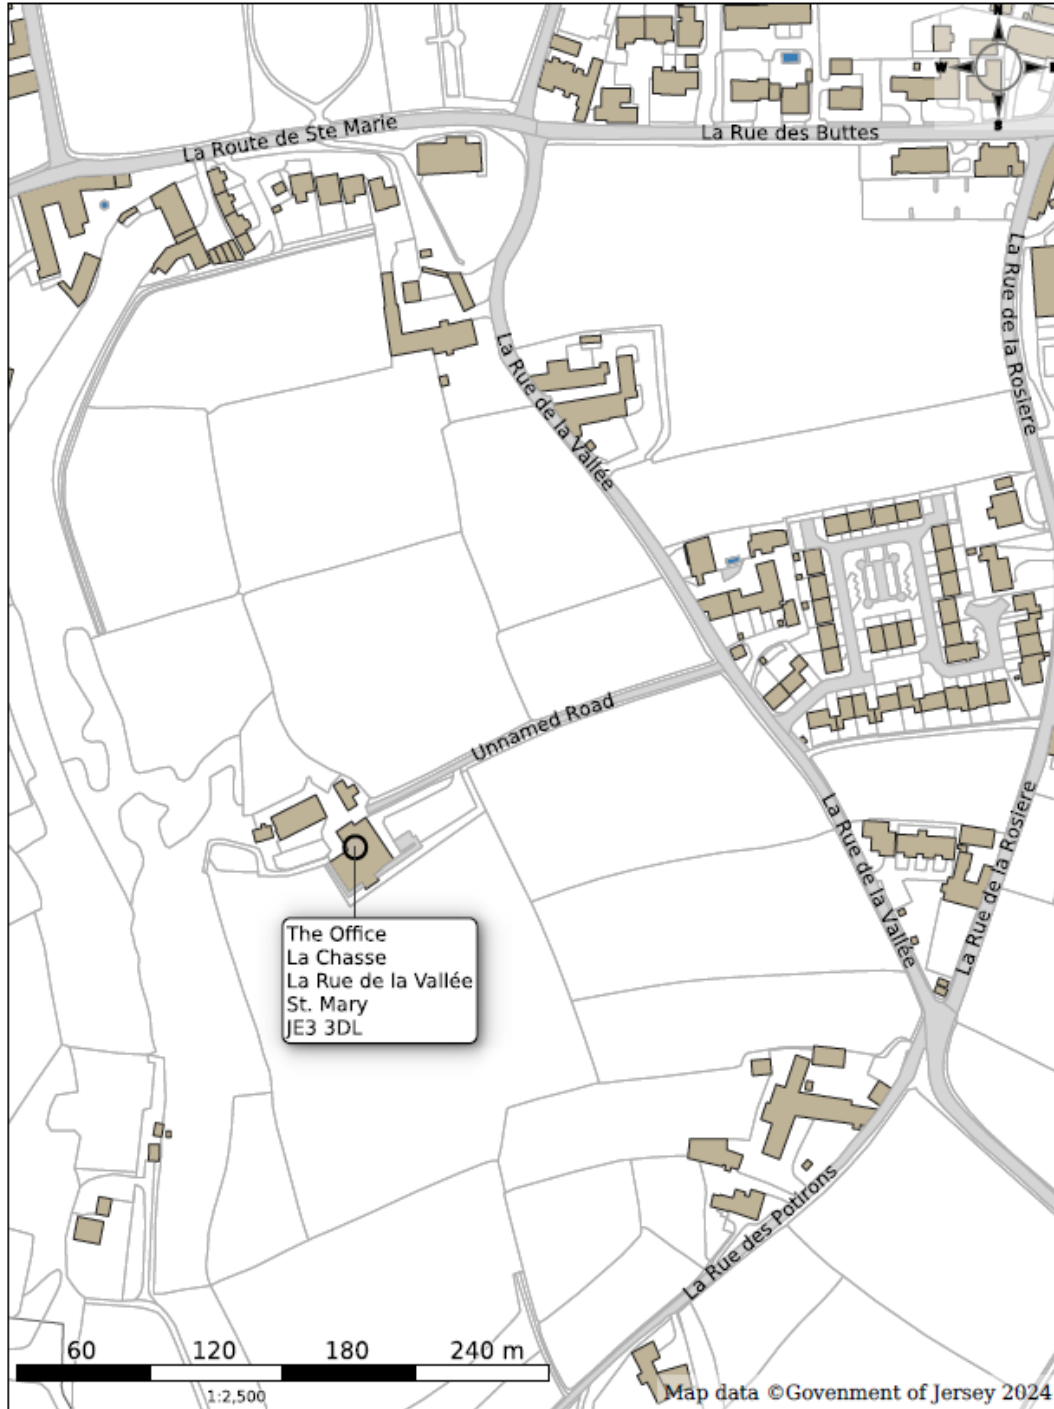 N
W
S
La Route de Ste Marie
La Rue des Buttes
La Rue de la Rosiere
La Rue de la Vallée
Unnamed Road
La Rue de la Vallée
La Rue de la Rosiere
The Office
La Chasse
La Rue de la Vallée
St. Mary
JE3 3DL
La Rue des Potirons
60 120 180 240 m
1:2,500
Map data ©Govenment of Jersey 2024